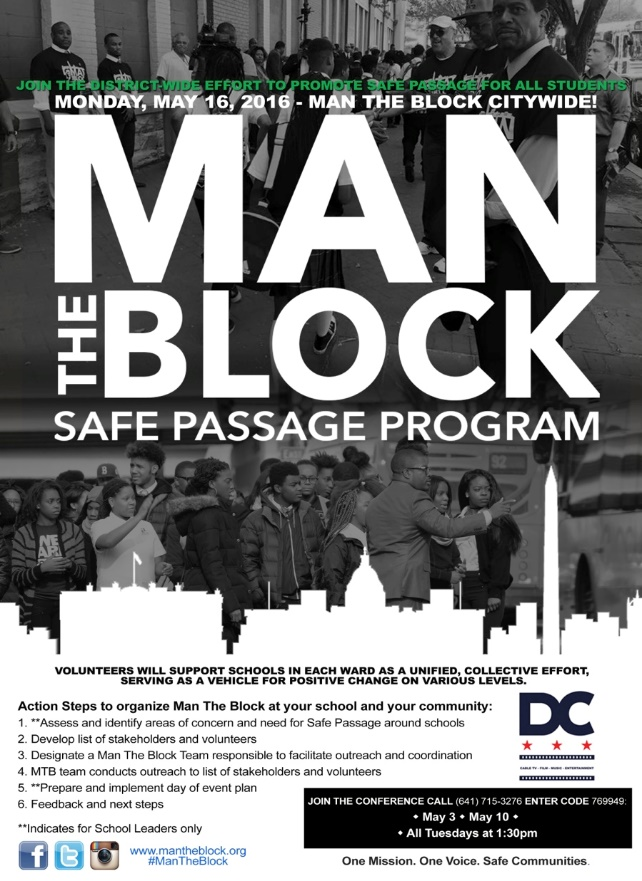 JOIN THE DISTRICT-WIDE EFFORT TO PROMOTE SAFE PASSAGE FOR ALL STUDENTS
MONDAY, MAY 16, 2016 - MAN THE BLOCK CITYWIDE!
MAN
THE BLOCK
SAFE PASSAGE PROGRAM
VOLUNTEERS WILL SUPPORT SCHOOLS IN EACH WARD AS A UNIFIED, COLLECTIVE EFFORT,
SERVING AS A VEHICLE FOR POSITIVE CHANGE ON VARIOUS LEVELS.
Action Steps to organize Man The Block at your school and your community:
1. **Assess and identify areas of concern and need for Safe Passage around schools
2. Develop list of stakeholders and volunteers
3. Designate a Man The Block Team responsible to facilitate outreach and coordination
4. MTB team conducts outreach to list of stakeholders and volunteers
5. **Prepare and implement day of event plan
6. Feedback and next steps
**Indicates for School Leaders only
www.mantheblock.org
#ManTheBlock
DC
CABLE TV · FILM · MUSIC · ENTERTAINMENT
JOIN THE CONFERENCE CALL (641) 715-3276 ENTER CODE 769949:
• May 3 • May 10 •
• All Tuesdays at 1:30pm
One Mission. One Voice. Safe Communities.